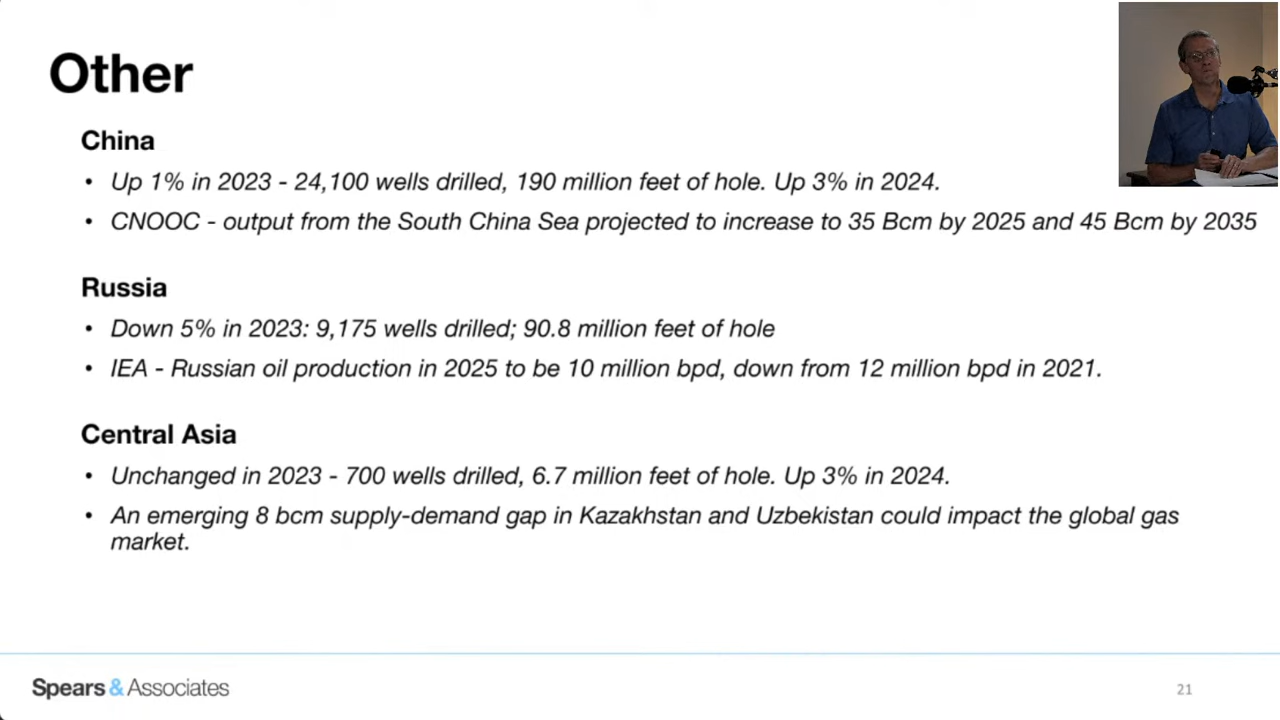 Other
China
• Up 1% in 2023 - 24,100 wells drilled, 190 million feet of hole. Up 3% in 2024.
• CNOOC - output from the South China Sea projected to increase to 35 Bcm by 2025 and 45 Bcm by 2035
Russia
• Down 5% in 2023: 9,175 wells drilled; 90.8 million feet of hole
• IEA - Russian oil production in 2025 to be 10 million bpd, down from 12 million bpd in 2021.
Central Asia
• Unchanged in 2023 - 700 wells drilled, 6.7 million feet of hole. Up 3% in 2024.
• An emerging 8 bcm supply-demand gap in Kazakhstan and Uzbekistan could impact the global gas
market.
Spears & Associates
21